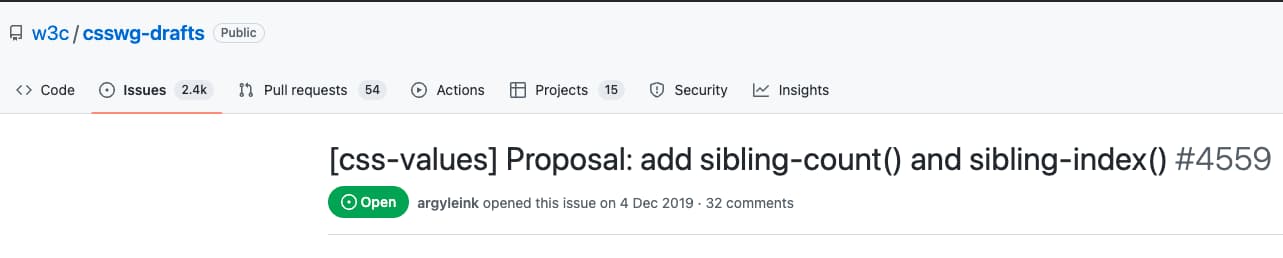 w3c / csswg-drafts Public
Code Issues 2.4k Pull requests 54 Actions Projects 15 Security Insights
[css-values] Proposal: add sibling-count() and sibling-index() #4559
Open argyleink opened this issue on 4 Dec 2019 · 32 comments